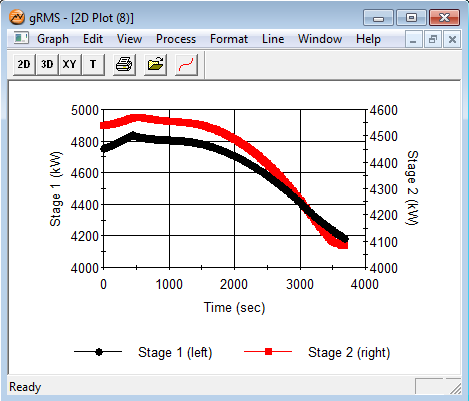 gRMS - [2D Plot (8)]
Graph Edit View Process Format Line Window Help
2D 3D XY T
5000 4600
4800 4500
4600 4400
4400 4300
4200 4200
4000 4100
4000
Stage 1 (kW)
Stage 2 (kW)
0 1000 2000 3000 4000
Time (sec)
Stage 1 (left) Stage 2 (right)
Ready